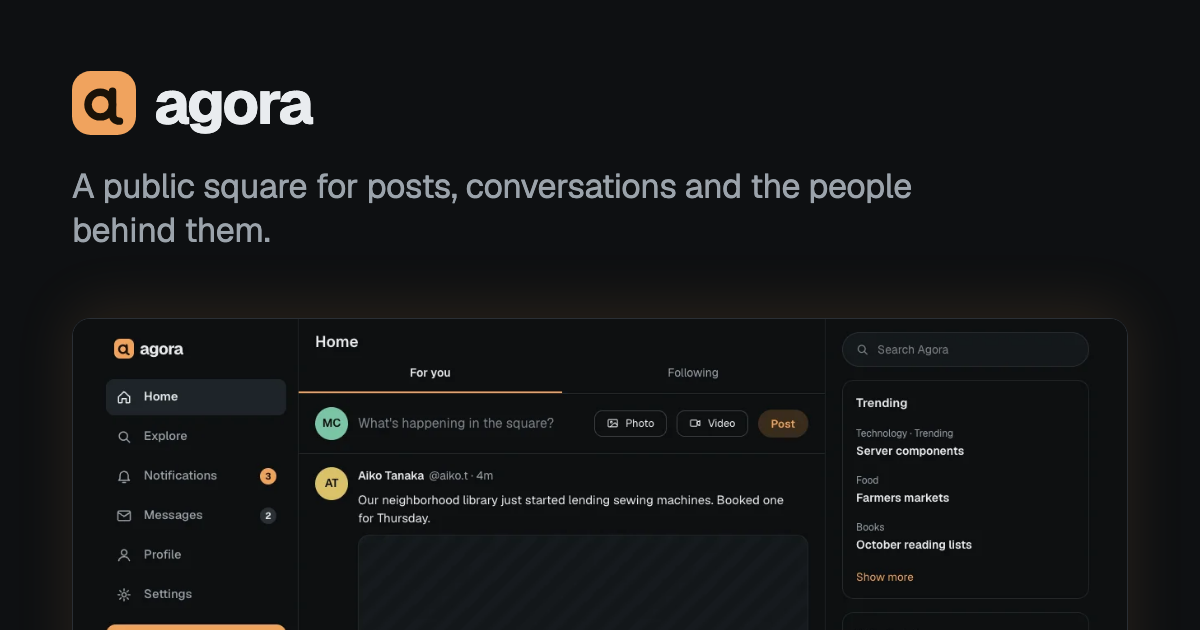 a agora
A public square for posts, conversations and the people
behind them.
a agora
Home
Explore
Notifications 3
Messages 2
Profile
Settings
Home
For you Following
MC What's happening in the square? Photo Video Post
AT Aiko Tanaka @aiko.t · 4m
Our neighborhood library just started lending sewing machines. Booked one
for Thursday.
Search Agora
Trending
Technology · Trending
Server components
Food
Farmers markets
Books
October reading lists
Show more